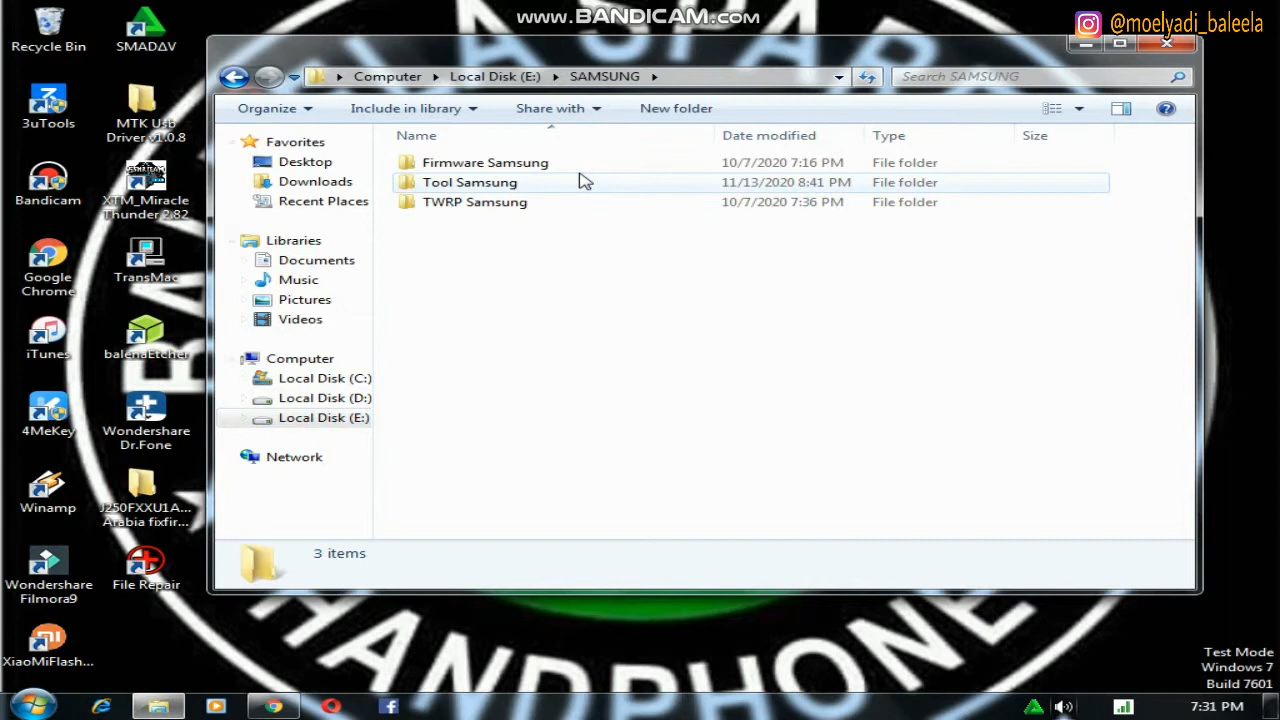 www.BANDICAM.com
@moelyadi_baleela
Computer
Local Disk (E:)
SAMSUNG
Search SAMSUNG
Organize
Include in library
Share with
New folder
Name
Date modified
Type
Size
Firmware Samsung
10/7/2020 7:16 PM
File folder
Tool Samsung
11/13/2020 8:41 PM
File folder
TWRP Samsung
10/7/2020 7:36 PM
File folder
Favorites
Desktop
Downloads
Recent Places
Libraries
Documents
Music
Pictures
Videos
Computer
Local Disk (C:)
Local Disk (D:)
Local Disk (E:)
Network
3 items
Recycle Bin
SMADΔV
3uTools
MTK Usb
Driver v1.0.8
Bandicam
XTM_Miracle
Thunder 2.82
Google
Chrome
TransMac
iTunes
balenaEtcher
4MeKey
Wondershare
Dr.Fone
Winamp
J250FXXU1A...
Arabia fixfir...
Wondershare
Filmora9
File Repair
XiaoMiFlash...
HANDPHONE
Test Mode
Windows 7
Build 7601
7:31 PM